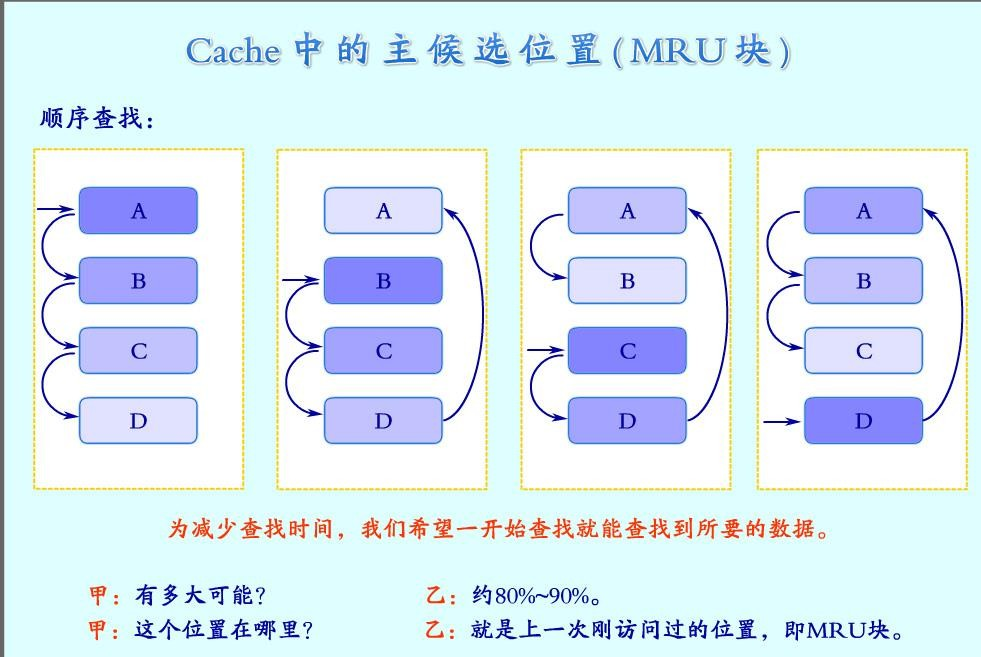 Cache中的主候选位置(MRU块)
顺序查找：
A A A A
B B B B
C C C C
D D D D
为减少查找时间，我们希望一开始查找就能查找到所要的数据。
甲：有多大可能？ 乙：约80%~90%。
甲：这个位置在哪里？ 乙：就是上一次刚访问过的位置，即MRU块。